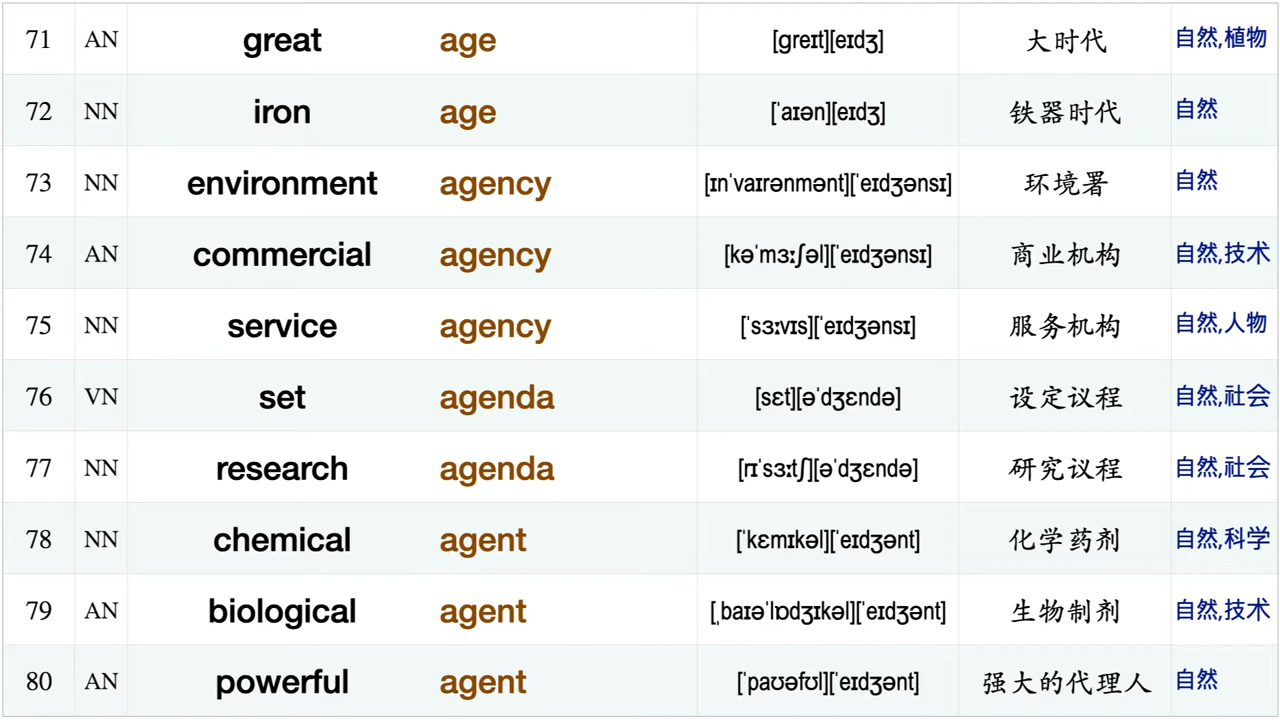 71 AN great age [greɪt][eɪdʒ] 大时代 自然,植物
72 NN iron age [ˈaɪən][eɪdʒ] 铁器时代 自然
73 NN environment agency [ɪnˈvaɪrənmənt][ˈeɪdʒənsɪ] 环境署 自然
74 AN commercial agency [kəˈmɜːʃəl][ˈeɪdʒənsɪ] 商业机构 自然,技术
75 NN service agency [ˈsɜːvɪs][ˈeɪdʒənsɪ] 服务机构 自然,人物
76 VN set agenda [sɛt][əˈdʒɛndə] 设定议程 自然,社会
77 NN research agenda [rɪˈsɜːtʃ][əˈdʒɛndə] 研究议程 自然,社会
78 NN chemical agent [ˈkɛmɪkəl][ˈeɪdʒənt] 化学药剂 自然,科学
79 AN biological agent [ˌbaɪəˈlɒdʒɪkəl][ˈeɪdʒənt] 生物制剂 自然,技术
80 AN powerful agent [ˈpaʊəfʊl][ˈeɪdʒənt] 强大的代理人 自然